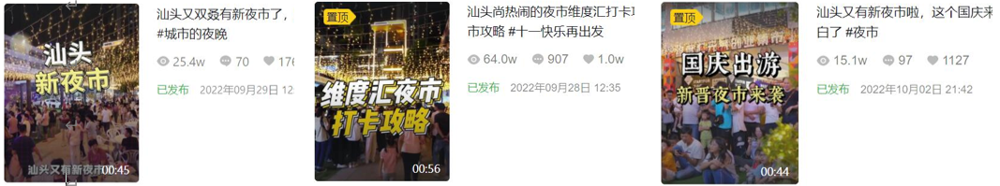 汕头
新夜市
汕头又有新夜市
00:45
汕头又双叒有新夜市了，
#城市的夜晚
25.4w 70 176
已发布 2022年09月29日 12:
置顶
维度汇夜市
打卡攻略
00:56
汕头尚热闹的夜市维度汇打卡
市攻略 #十一快乐再出发
64.0w 907 1.0w
已发布 2022年09月28日 12:35
置顶
国庆出游
新晋夜市来袭
00:44
汕头又有新夜市啦，这个国庆来
白了 #夜市
15.1w 97 1127
已发布 2022年10月02日 21:42